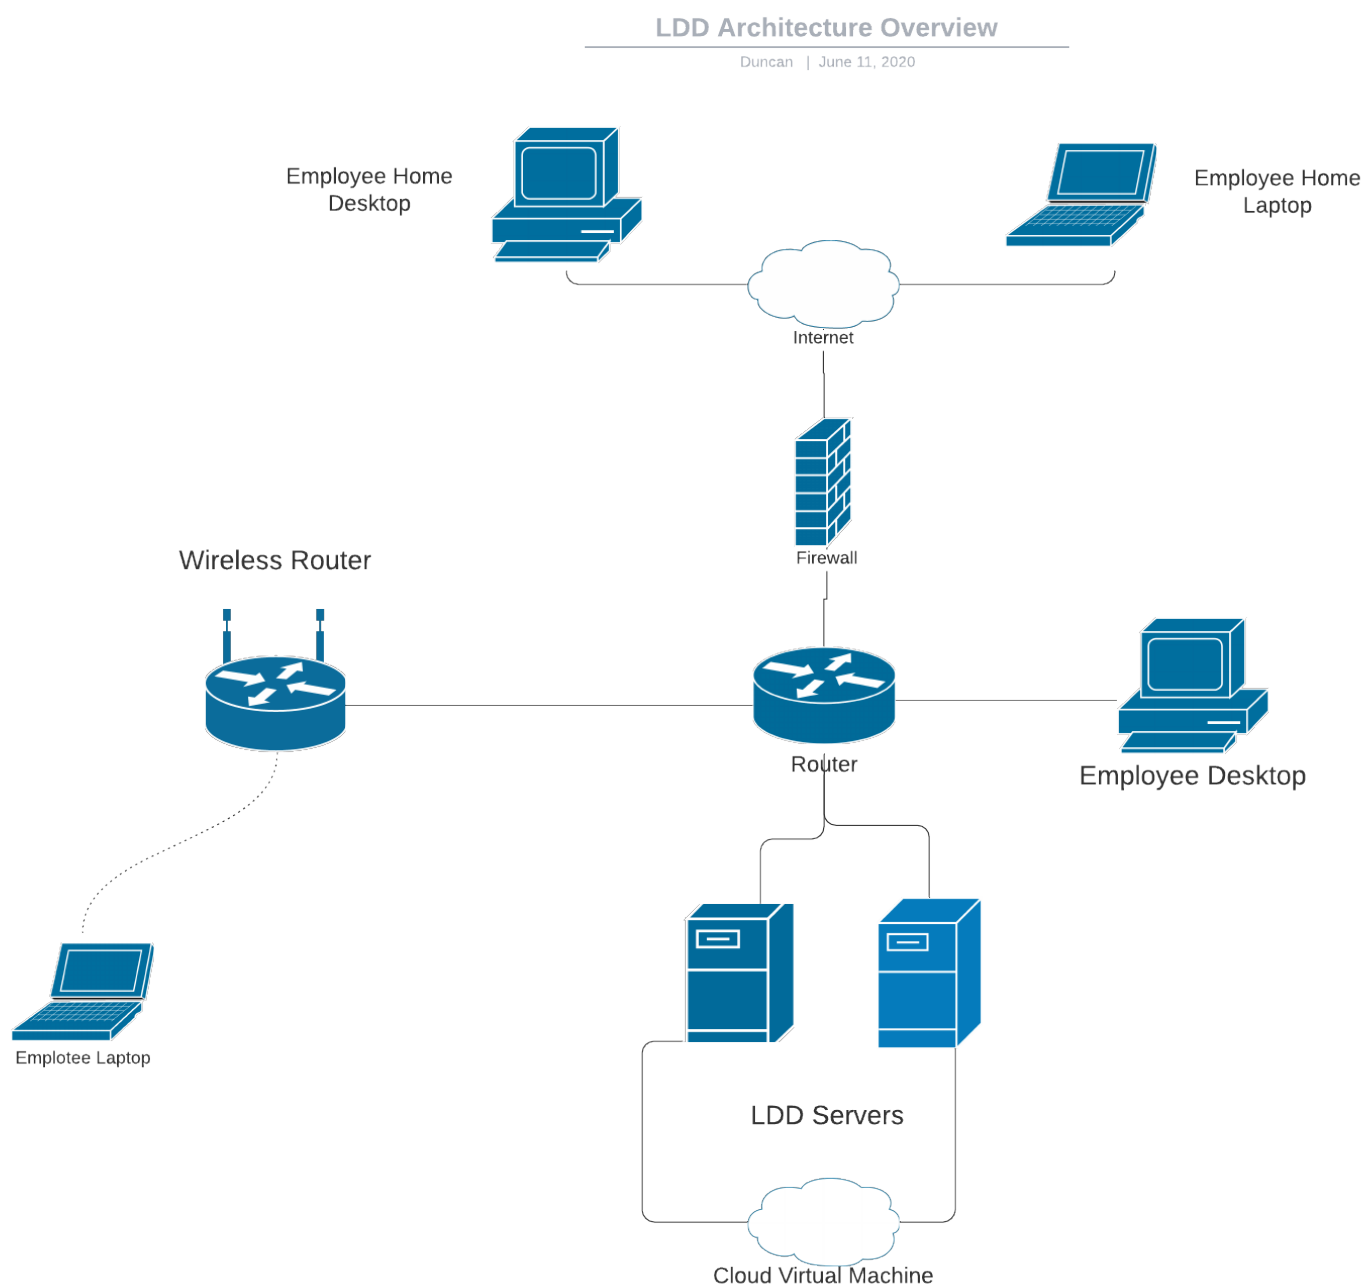 LDD Architecture Overview
Duncan | June 11, 2020
Employee Home
Desktop
Employee Home
Laptop
Internet
Firewall
Wireless Router
Router
Employee Desktop
Emplotee Laptop
LDD Servers
Cloud Virtual Machine